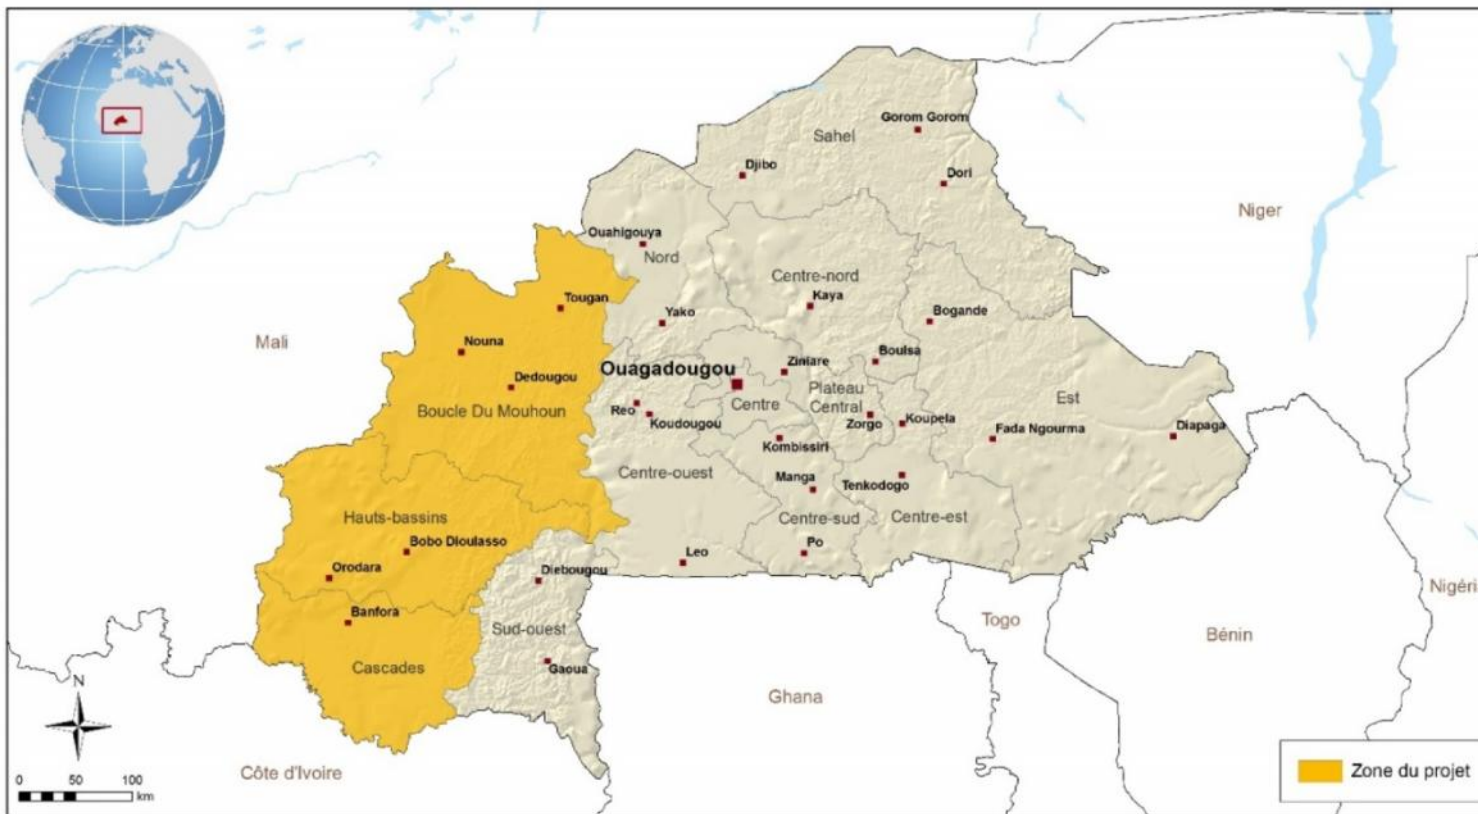 Gorom Gorom
Sahel
Djibo
Dori
Niger
Ouahigouya
Nord
Centre-nord
Kaya
Tougan
Bogande
Yako
Mali
Nouna
Boulsa
Ziniare
Ouagadougou
Dedougou
Plateau
Central
Est
Boucle Du Mouhoun
Reo
Centre
Koudougou
Zorgo
Koupela
Fada Ngourma
Diapaga
Kombissiri
Centre-ouest
Manga
Tenkodogo
Hauts-bassins
Centre-sud
Centre-est
Bobo Dioulasso
Po
Leo
Orodara
Diebougou
Nigéri
Banfora
Togo
Sud-ouest
Bénin
Cascades
Gaoua
N
Ghana
Côte d'Ivoire
0 50 100
km
Zone du projet